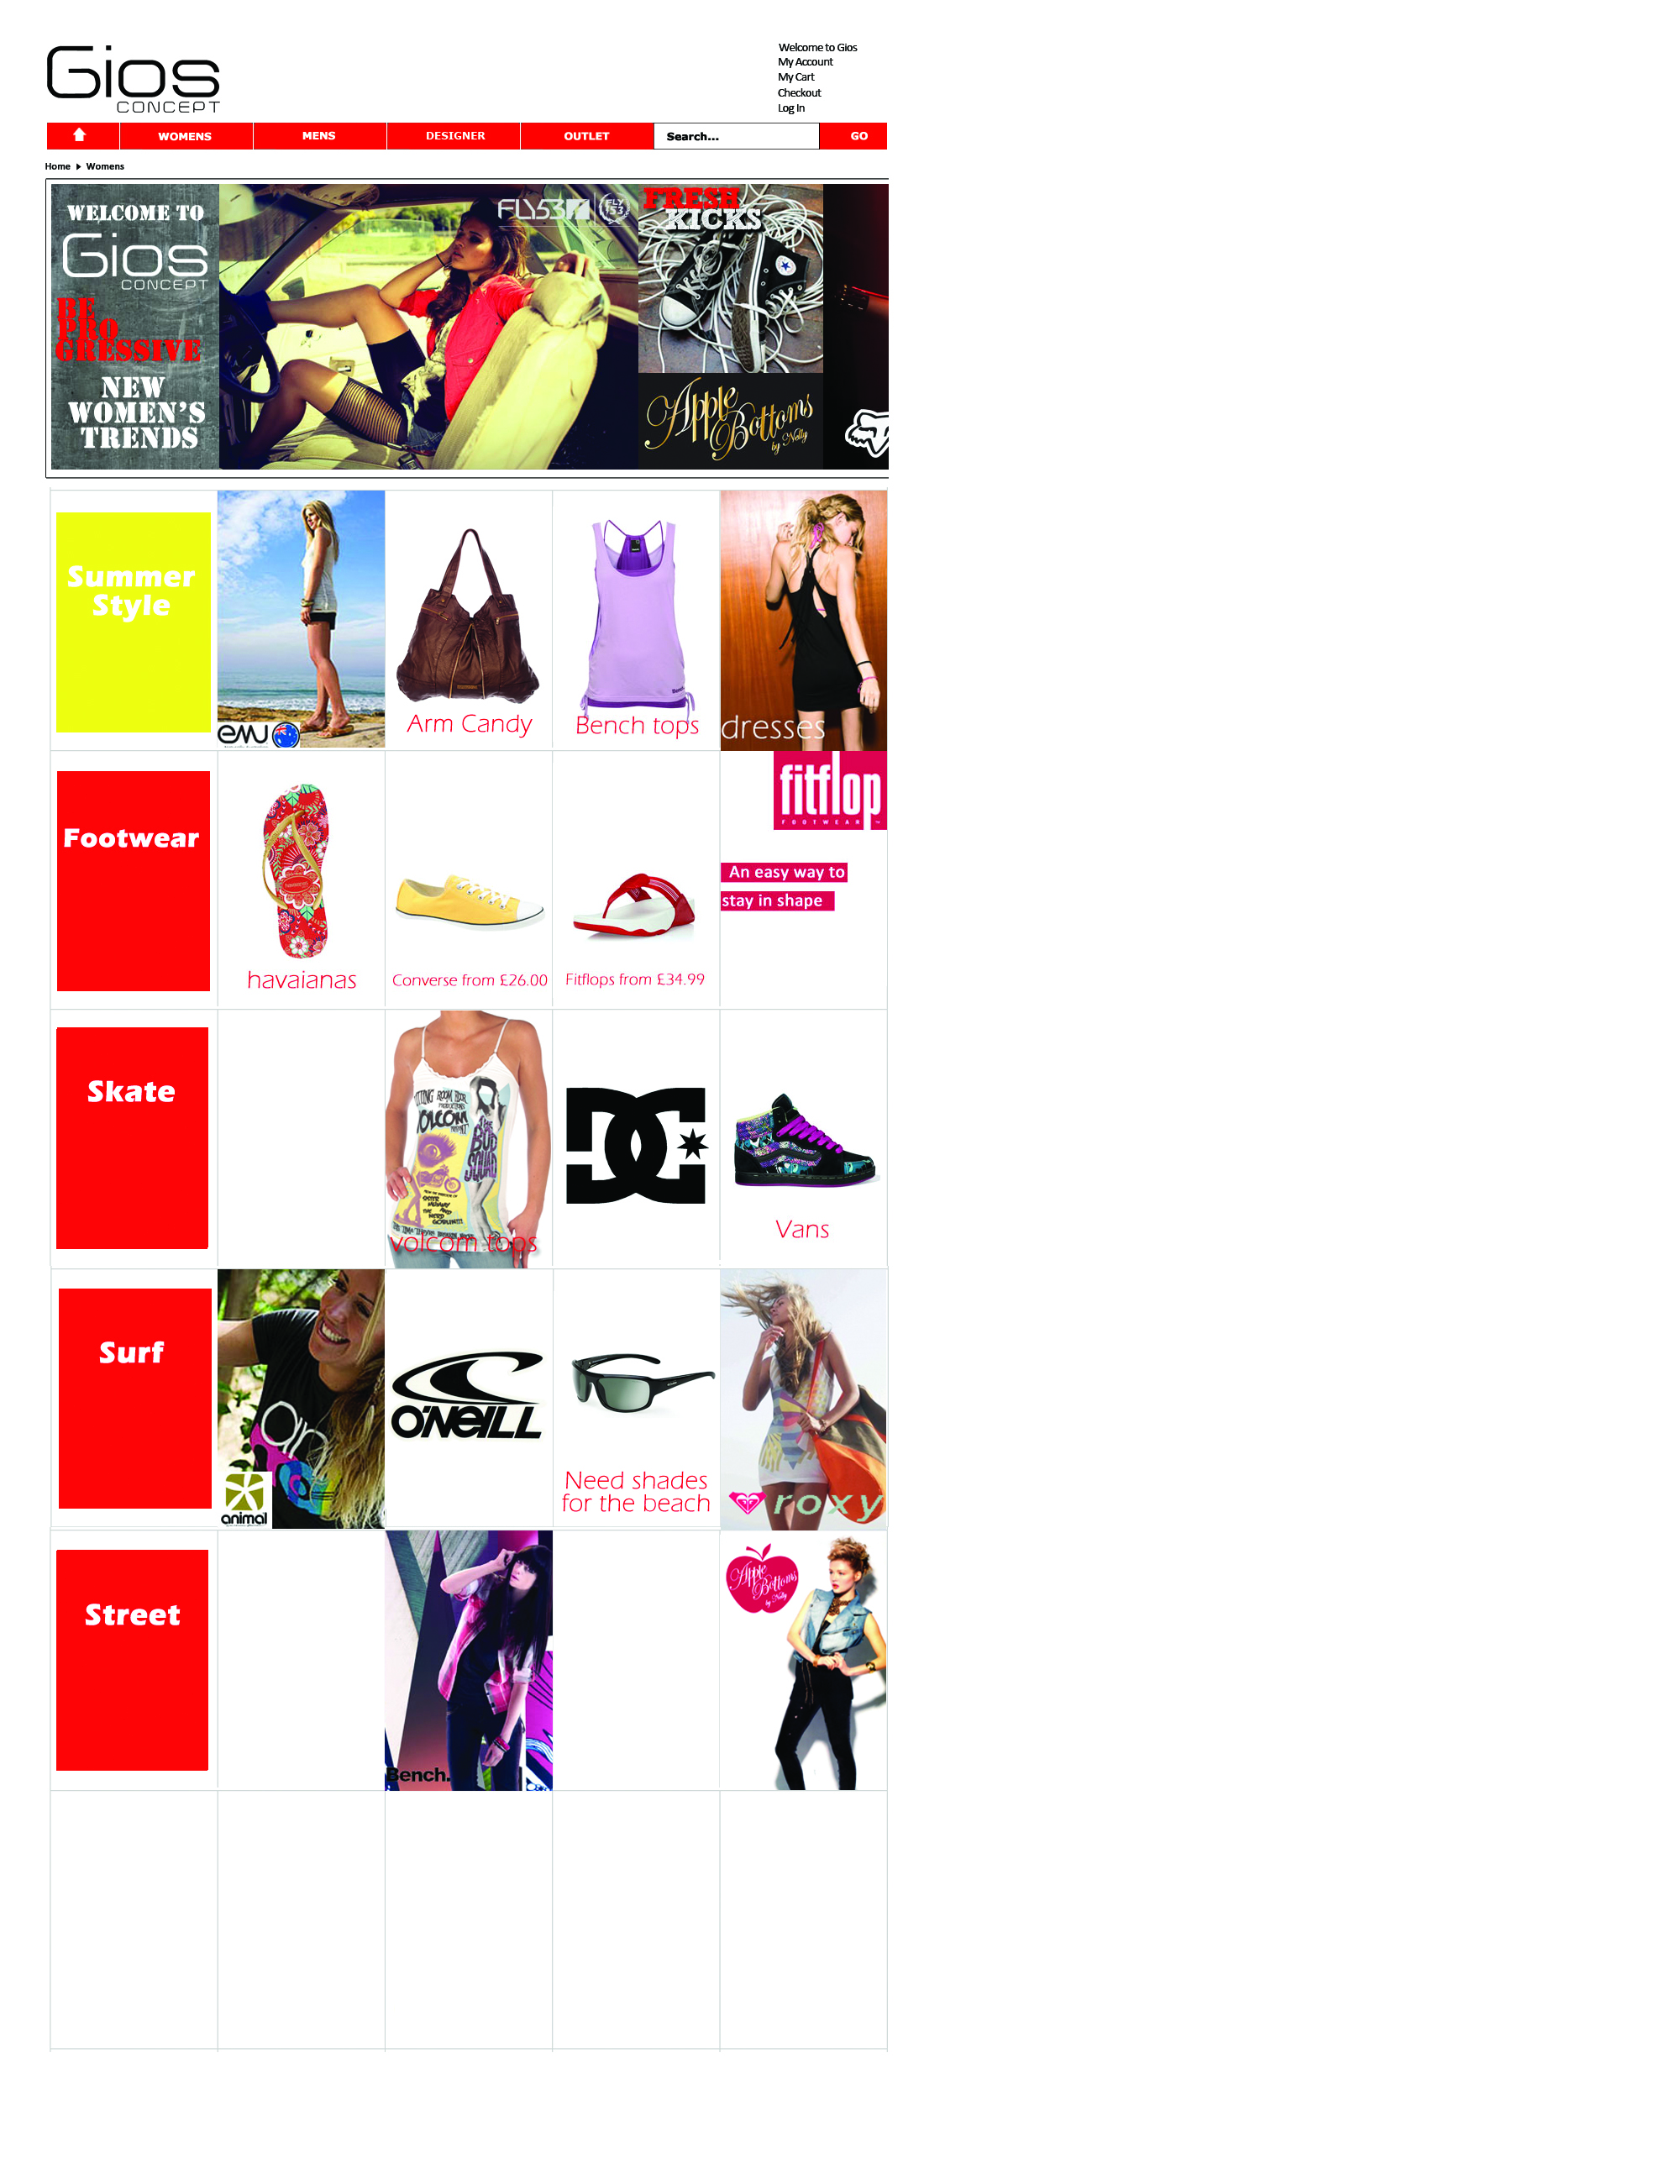 Gios
CONCEPT
Welcome to Gios
My Account
My Cart
Checkout
Log In
WOMENS
MENS
DESIGNER
OUTLET
Search...
GO
Home
Womens
WELCOME TO
Gios
CONCEPT
BE
PRO
GRESSIVE
NEW
WOMEN'S
TRENDS
FLY53
FLY
FRESH
KICKS
Apple
Bottoms
by Nelly
Summer
Style
emu
Arm Candy
Bench tops
dresses
Footwear
havaianas
Converse from £26.00
Fitflops from £34.99
fitflop
FOOTWEAR
An easy way to
stay in shape
Skate
VOLCOM
BUD
SQUAD
volcom tops
DC
Vans
Surf
animal
O'NEILL
Need shades
for the beach
roxy
Street
Bench.
Apple
Bottoms
by Nelly